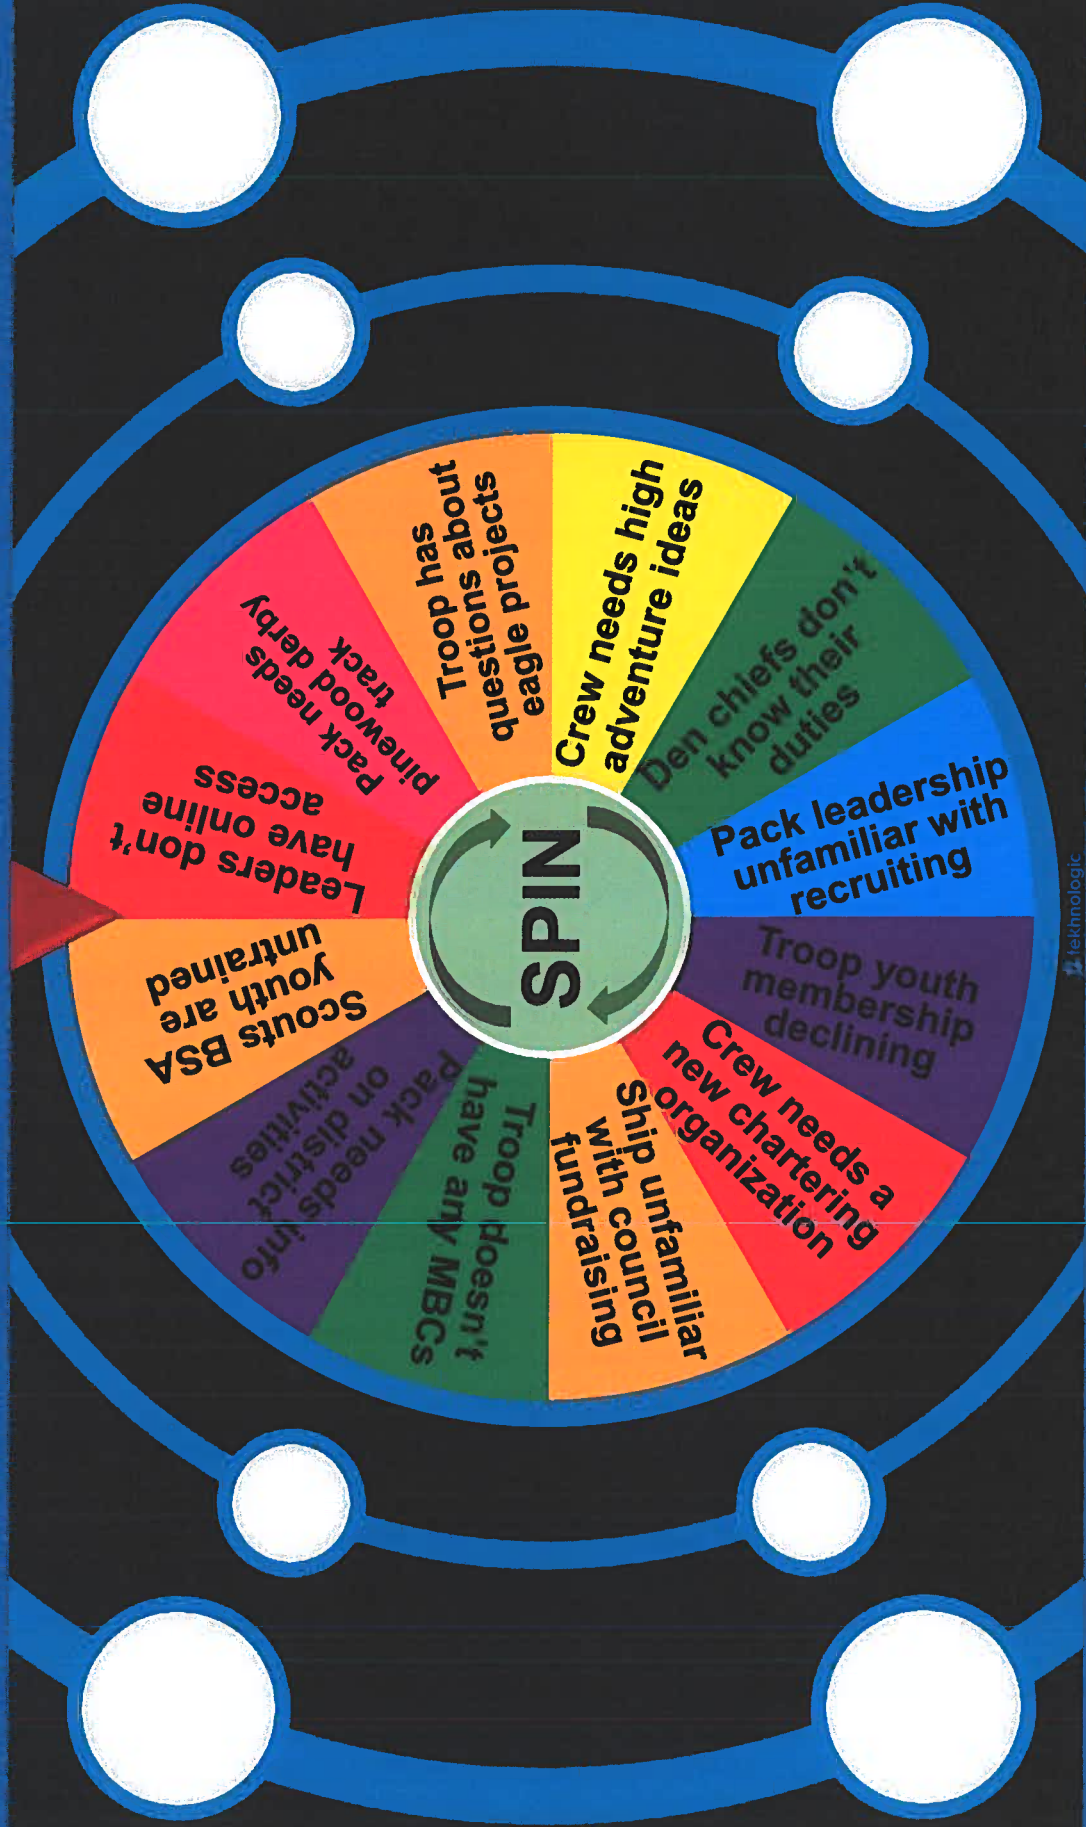 SPIN
Crew needs high
adventure ideas
Den chiefs don't
know their
duties
Pack leadership
unfamiliar with
recruiting
Troop youth
membership
declining
Crew needs a
new chartering
organization
Ship unfamiliar
with council
fundraising
Troop doesn't
have any MBCs
Pack needs info
on district
activities
Scouts BSA
youth are
untrained
Leaders don't
have online
access
Pack needs
pinewood derby
track
Troop has
questions about
eagle projects
tekhnologic